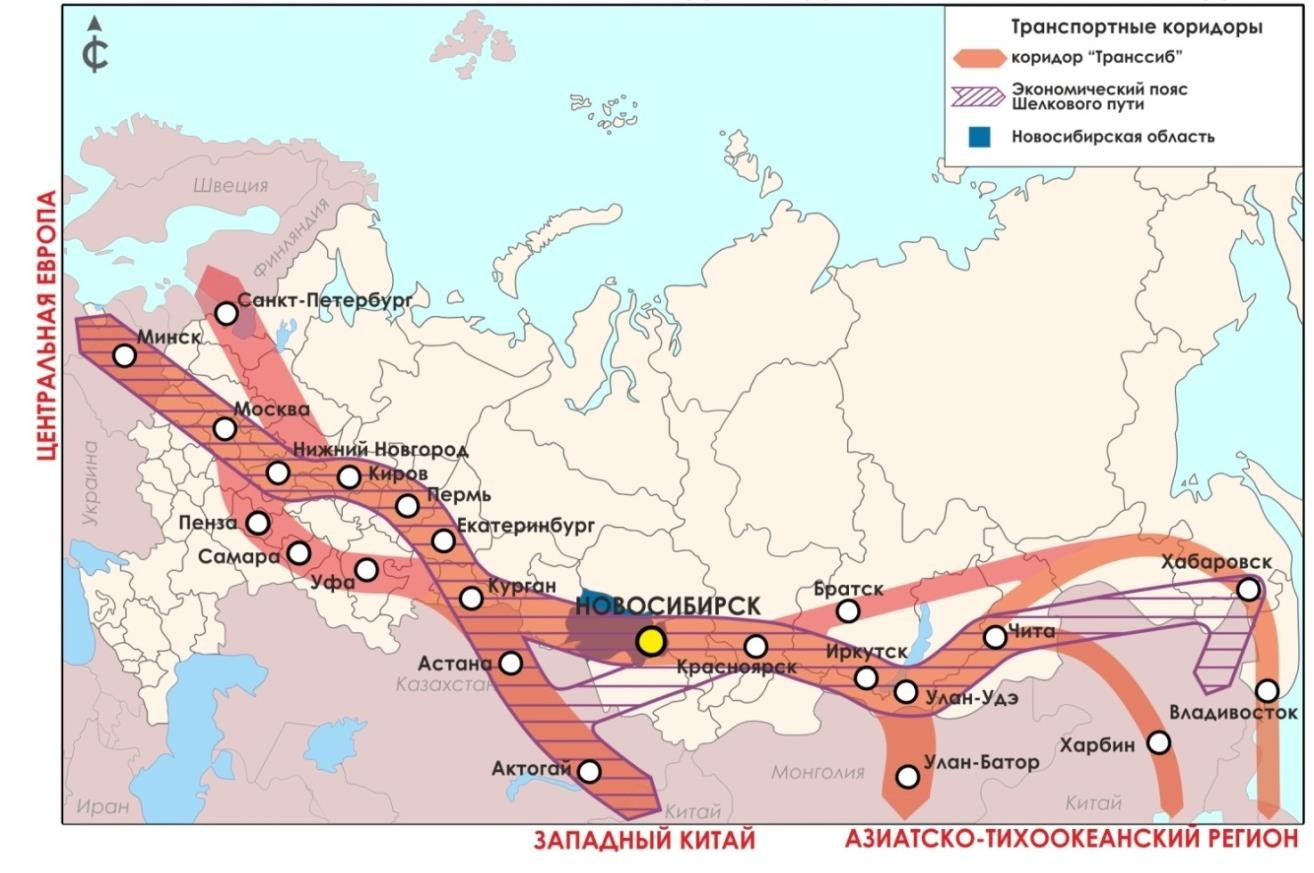 Транспортные коридоры
коридор “Транссиб”
Экономический пояс
Шелкового пути
Новосибирская область
ЦЕНТРАЛЬНАЯ ЕВРОПА
Швеция
Финляндия
Санкт-Петербург
Минск
Москва
Нижний Новгород
Киров
Украина
Пермь
Пенза
Екатеринбург
Самара
Уфа
Курган
НОВОСИБИРСК
Братск
Хабаровск
Чита
Астана
Казахстан
Красноярск
Иркутск
Улан-Удэ
Владивосток
Харбин
Актогай
Монголия
Улан-Батор
Иран
Китай
Китай
ЗАПАДНЫЙ КИТАЙ
АЗИАТСКО-ТИХООКЕАНСКИЙ РЕГИОН